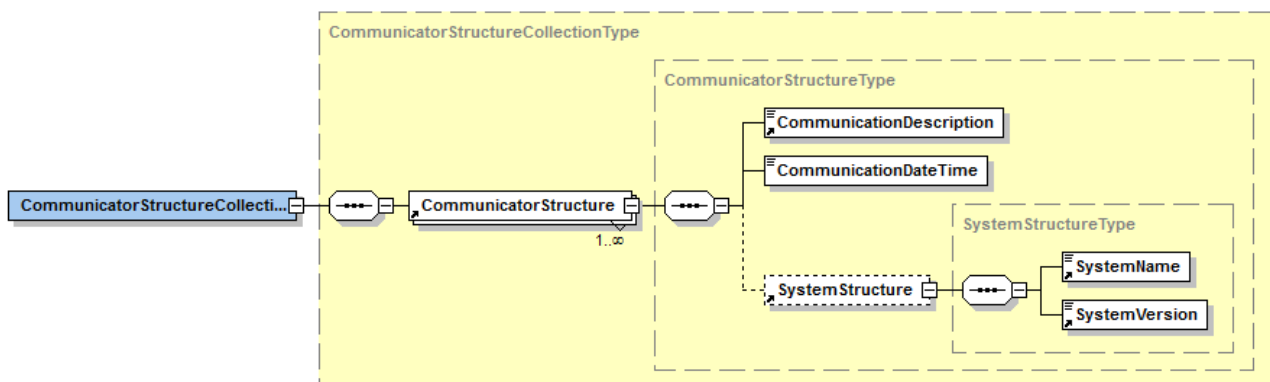 CommunicatorStructureCollectionType
CommunicatorStructureType
CommunicationDescription
CommunicationDateTime
CommunicatorStructureCollecti...
CommunicatorStructure
1..∞
SystemStructureType
SystemName
SystemStructure
SystemVersion